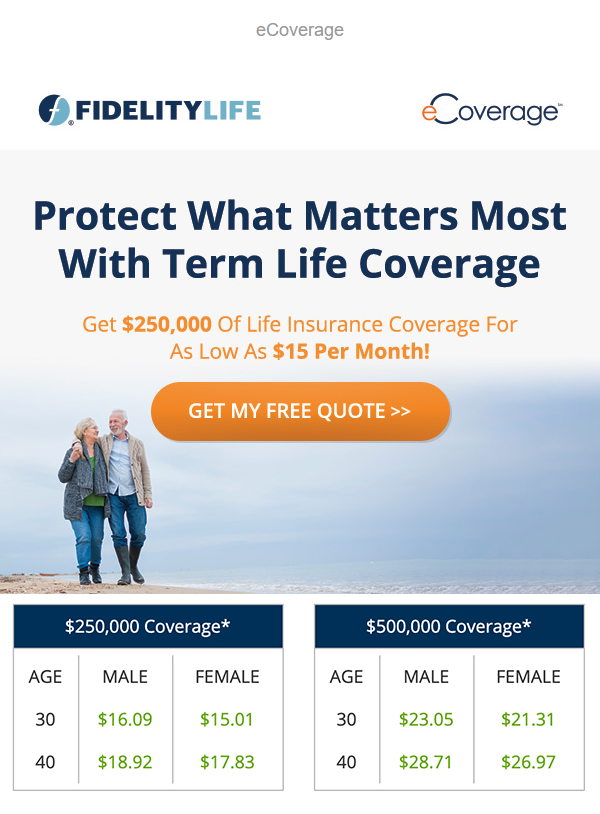 eCoverage
FIDELITYLIFE
eCoverage
Protect What Matters Most
With Term Life Coverage
Get $250,000 Of Life Insurance Coverage For
As Low As $15 Per Month!
GET MY FREE QUOTE >>
$250,000 Coverage*
AGE MALE FEMALE
30 $16.09 $15.01
40 $18.92 $17.83
$500,000 Coverage*
AGE MALE FEMALE
30 $23.05 $21.31
40 $28.71 $26.97